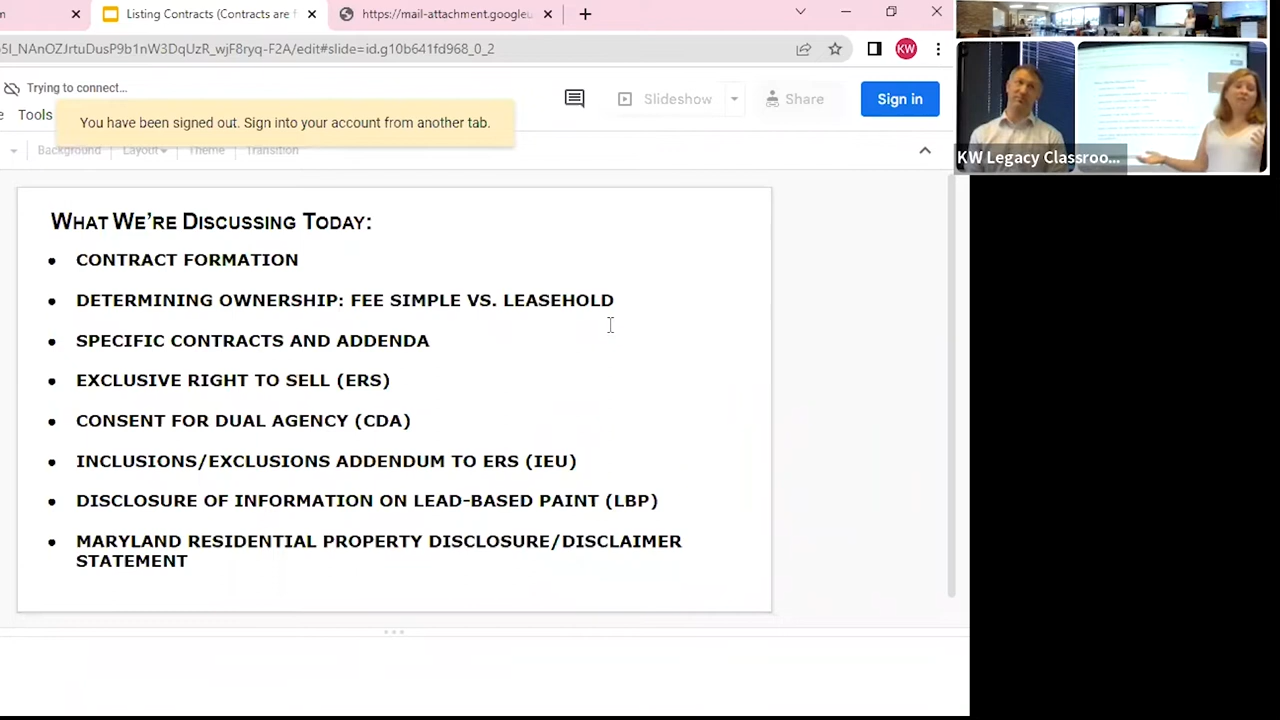 Listing Contracts (Contracts are f
https://mail-attachment.googleu
5I_NAnOZJrtuDusP9b1nW3DqUzR_wjF8ryq-F2A/edit#slide=id.g10b641fd968_0_2
KW
Trying to connect...
Tools
You have been signed out. Sign into your account from another tab.
Slideshow
Share
Sign in
Background
Layout
Theme
Transition
KW Legacy Classroo...
WHAT WE'RE DISCUSSING TODAY:
• CONTRACT FORMATION
• DETERMINING OWNERSHIP: FEE SIMPLE VS. LEASEHOLD
• SPECIFIC CONTRACTS AND ADDENDA
• EXCLUSIVE RIGHT TO SELL (ERS)
• CONSENT FOR DUAL AGENCY (CDA)
• INCLUSIONS/EXCLUSIONS ADDENDUM TO ERS (IEU)
• DISCLOSURE OF INFORMATION ON LEAD-BASED PAINT (LBP)
• MARYLAND RESIDENTIAL PROPERTY DISCLOSURE/DISCLAIMER
STATEMENT